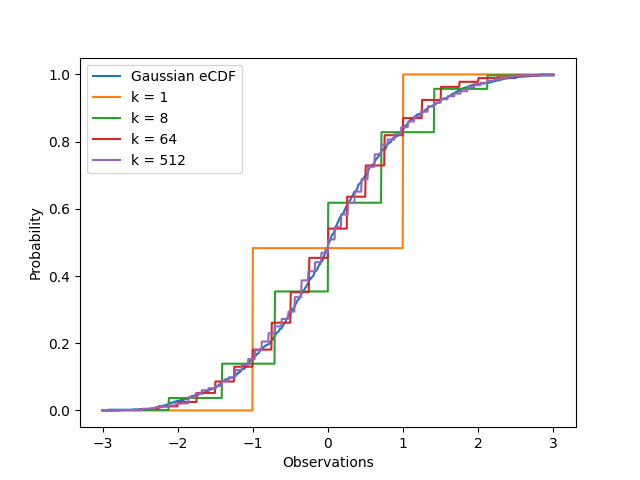 Gaussian eCDF
k = 1
k = 8
k = 64
k = 512
1.0
0.8
0.6
0.4
0.2
0.0
Probability
−3 −2 −1 0 1 2 3
Observations